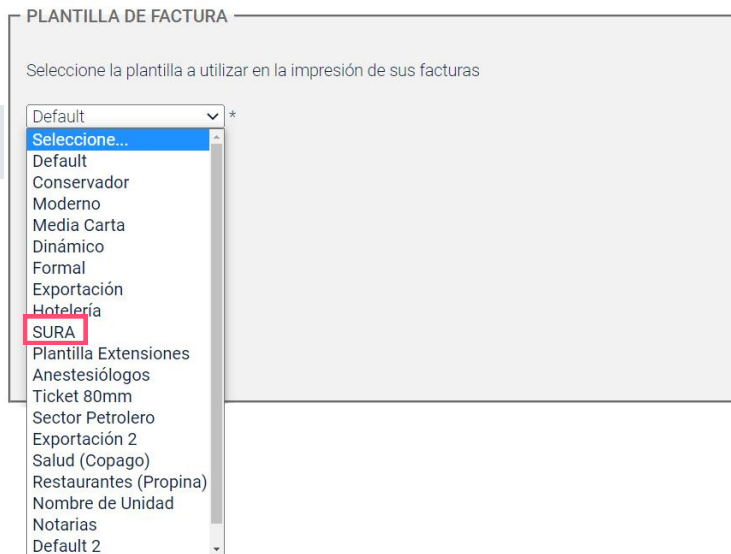 PLANTILLA DE FACTURA
Seleccione la plantilla a utilizar en la impresión de sus facturas
Default *
Seleccione...
Default
Conservador
Moderno
Media Carta
Dinámico
Formal
Exportación
Hotelería
SURA
Plantilla Extensiones
Anestesiólogos
Ticket 80mm
Sector Petrolero
Exportación 2
Salud (Copago)
Restaurantes (Propina)
Nombre de Unidad
Notarias
Default 2